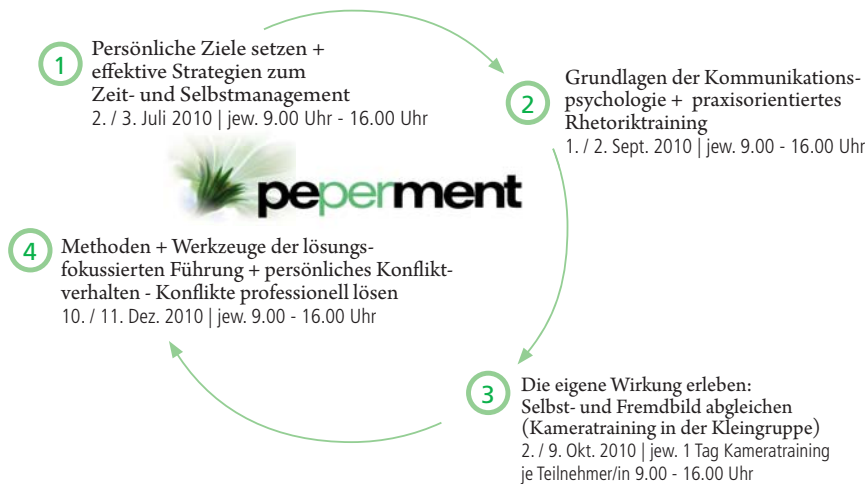 1
Persönliche Ziele setzen +
effektive Strategien zum
Zeit- und Selbstmanagement
2. / 3. Juli 2010 | jew. 9.00 Uhr - 16.00 Uhr
2
Grundlagen der Kommunikations-
psychologie + praxisorientiertes
Rhetoriktraining
1. / 2. Sept. 2010 | jew. 9.00 - 16.00 Uhr
peperment
3
Die eigene Wirkung erleben:
Selbst- und Fremdbild abgleichen
(Kameratraining in der Kleingruppe)
2. / 9. Okt. 2010 | jew. 1 Tag Kameratraining
je Teilnehmer/in 9.00 - 16.00 Uhr
4
Methoden + Werkzeuge der lösungs-
fokussierten Führung + persönliches Konflikt-
verhalten - Konflikte professionell lösen
10. / 11. Dez. 2010 | jew. 9.00 - 16.00 Uhr